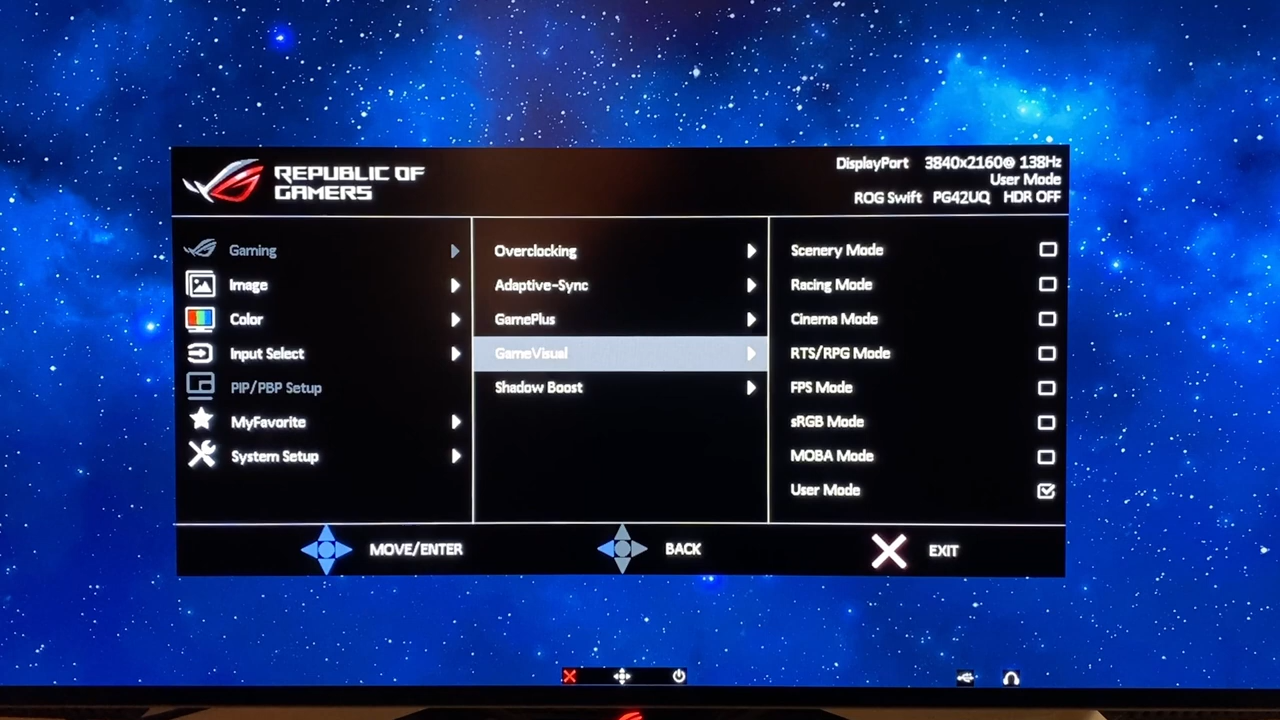 REPUBLIC OF
GAMERS
DisplayPort 3840x2160@ 138Hz
User Mode
ROG Swift PG42UQ HDR OFF
Gaming
Image
Color
Input Select
PIP/PBP Setup
MyFavorite
System Setup
Overclocking
Adaptive-Sync
GamePlus
GameVisual
Shadow Boost
Scenery Mode
Racing Mode
Cinema Mode
RTS/RPG Mode
FPS Mode
sRGB Mode
MOBA Mode
User Mode
MOVE/ENTER
BACK
EXIT